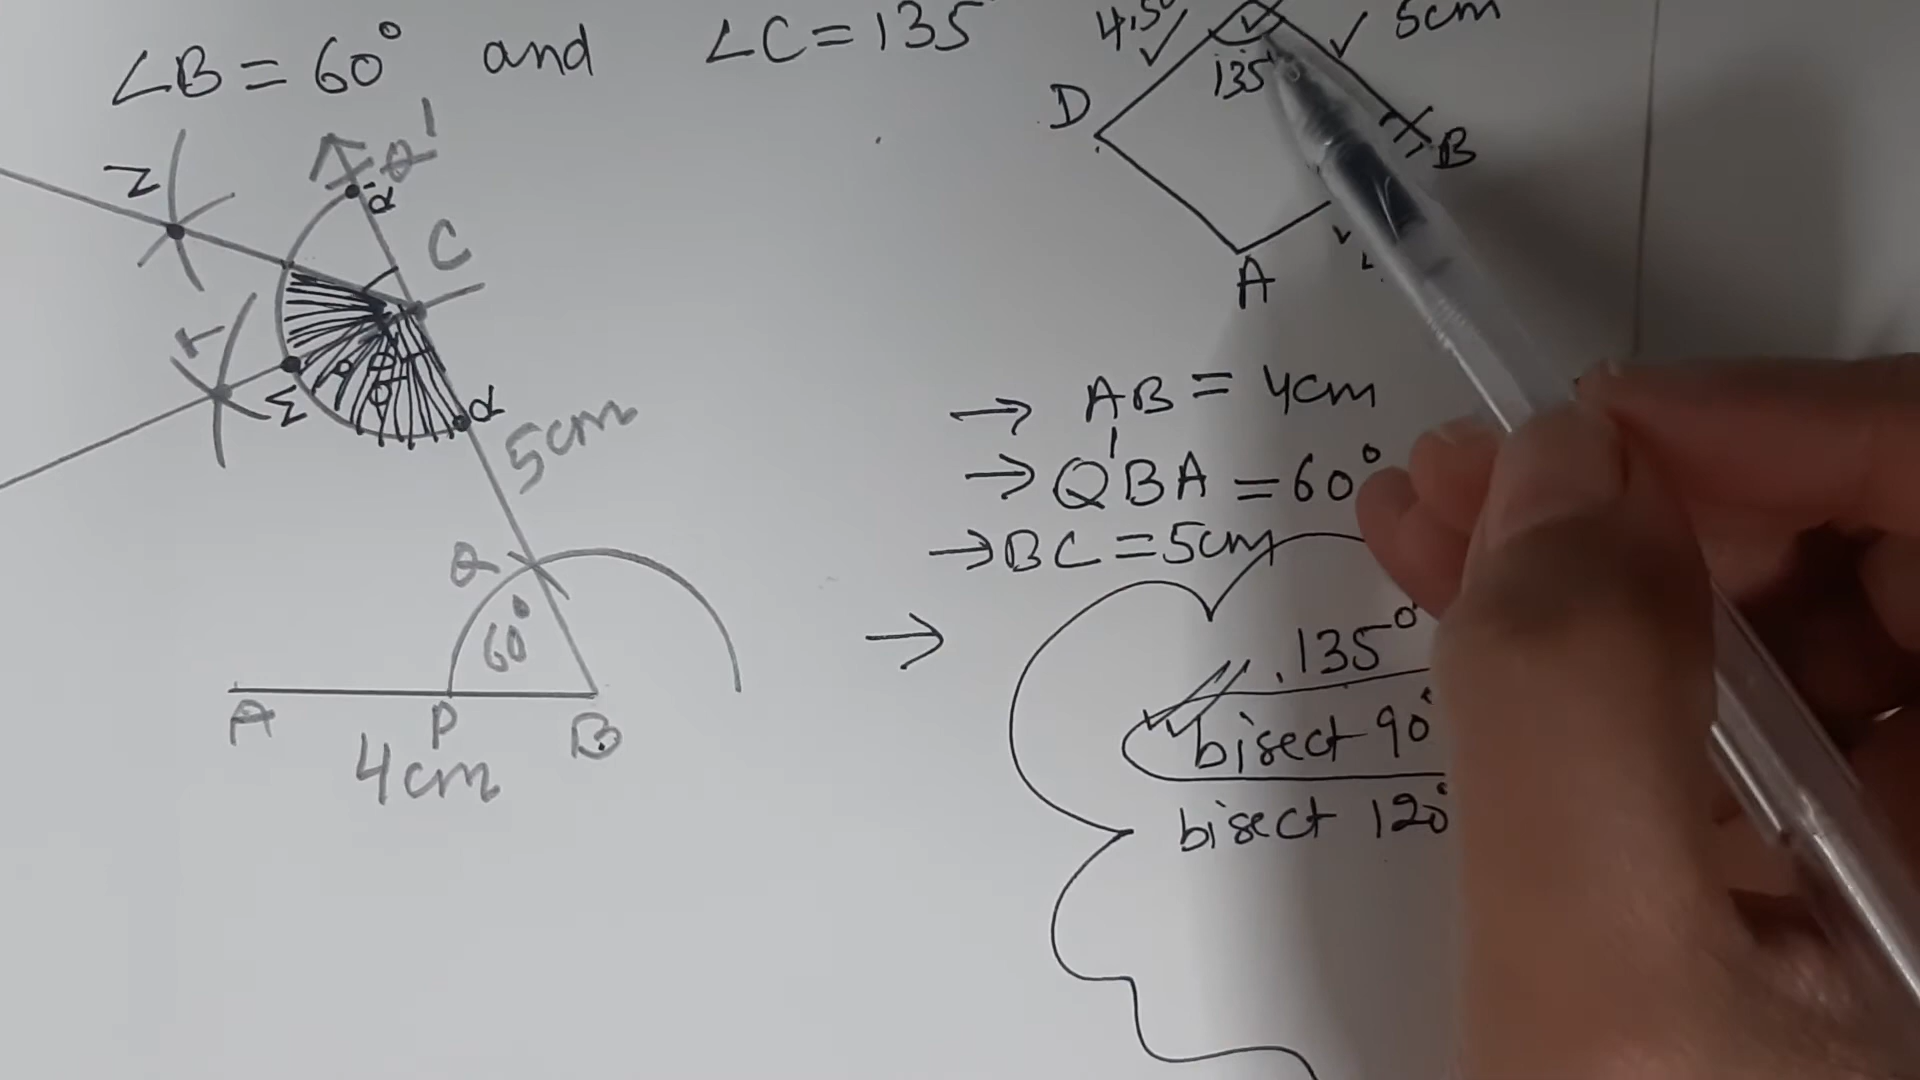 ∠B = 60° and ∠C = 135°
4.5
5cm
135°
D
B
A
Q'
α
N
C
T
M
α
5cm
Q
60°
A P B
4cm
→ AB = 4cm
→ Q'BA = 60°
→ BC = 5cm
→
135°
bisect 90°
bisect 120°